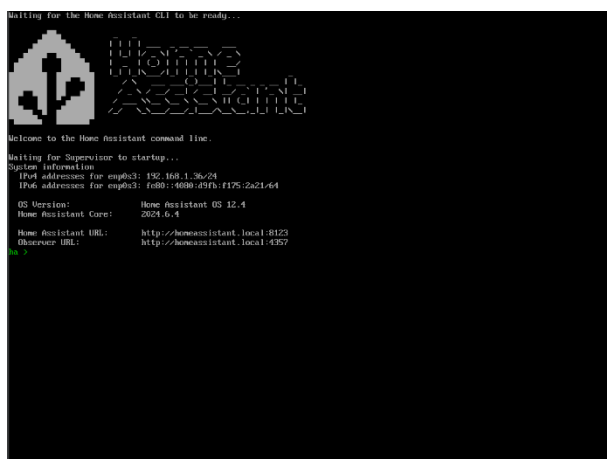 Waiting for the Home Assistant CLI to be ready...
Home
Assistant
Welcome to the Home Assistant command line.
Waiting for Supervisor to startup...
System information
IPv4 addresses for enp0s3: 192.168.1.36/24
IPv6 addresses for enp0s3: fe80::4080:d9fb:f175:2a21/64
OS Version: Home Assistant OS 12.4
Home Assistant Core: 2024.6.4
Home Assistant URL: http://homeassistant.local:8123
Observer URL: http://homeassistant.local:4357
ha >